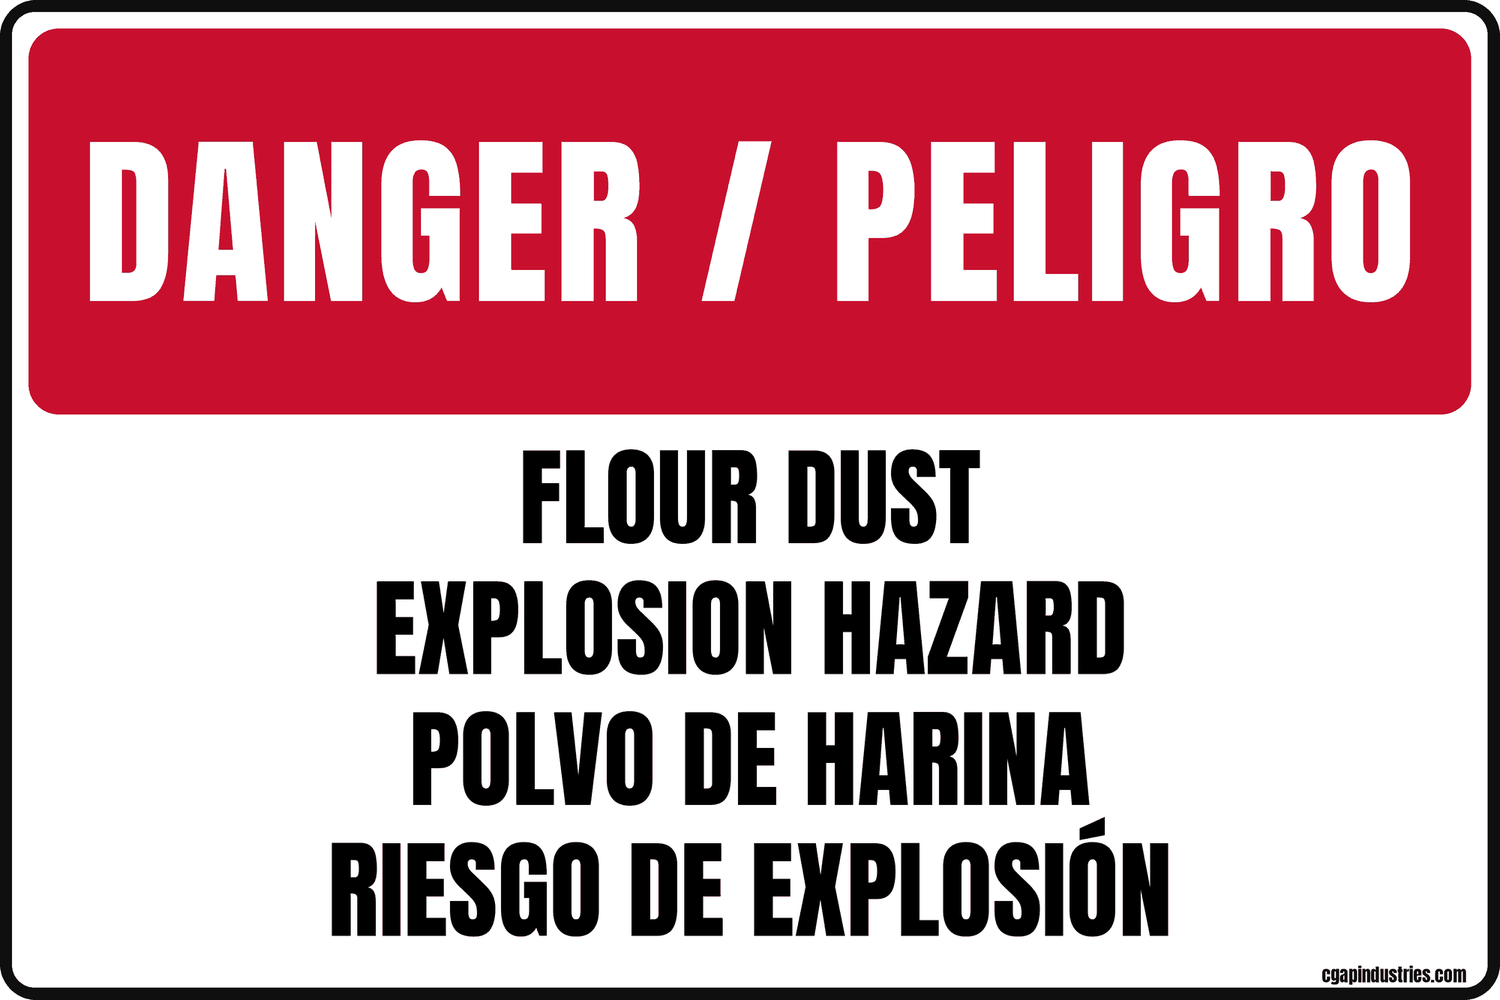 DANGER / PELIGRO
FLOUR DUST
EXPLOSION HAZARD
POLVO DE HARINA
RIESGO DE EXPLOSIÓN
cgapindustries.com